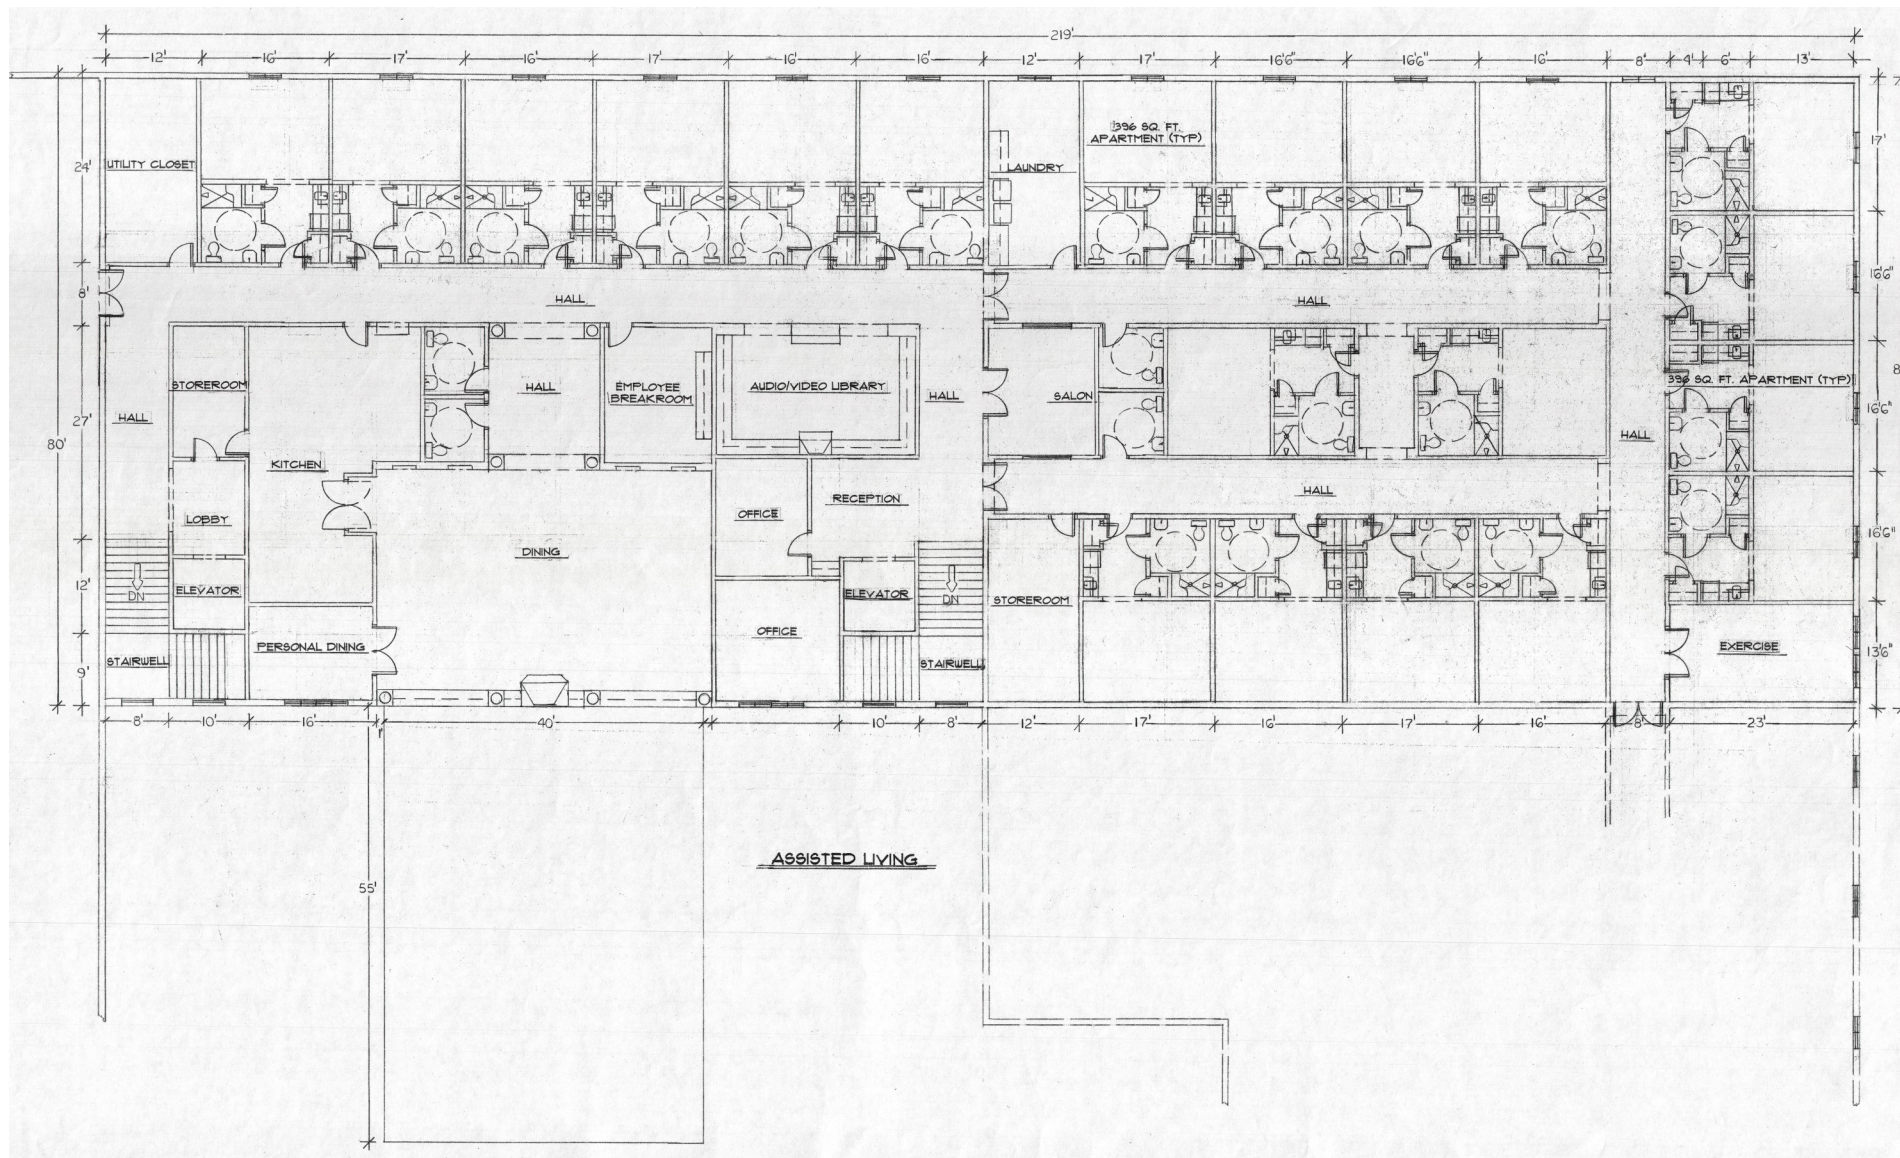 219'
12' 16' 17' 16' 17' 16' 16' 12' 17' 16'6" 16'6" 16' 8' 4' 6' 13'
396 SQ. FT.
APARTMENT (TYP)
17'
24'
UTILITY CLOSET
LAUNDRY
8'
HALL
HALL
16'6"
STOREROOM
HALL
EMPLOYEE
BREAKROOM
AUDIO/VIDEO LIBRARY
HALL
SALON
396 SQ. FT. APARTMENT (TYP)
HALL
27'
16'6"
80'
HALL
KITCHEN
HALL
RECEPTION
LOBBY
OFFICE
16'6"
DINING
12'
ELEVATOR
DN
ELEVATOR
DN
STOREROOM
OFFICE
PERSONAL DINING
EXERCISE
13'6"
STAIRWELL
STAIRWELL
9'
8' 10' 16' 1' 40' 10' 8' 12' 17' 16' 17' 16' 8' 23'
ASSISTED LIVING
55'